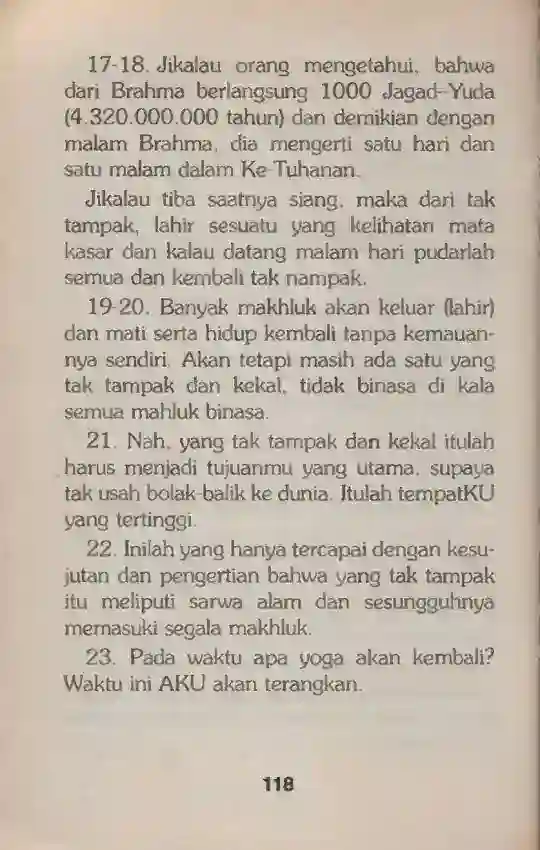 17-18. Jikalau orang mengetahui, bahwa
dari Brahma berlangsung 1000 Jagad-Yuda
(4.320.000.000 tahun) dan demikian dengan
malam Brahma, dia mengerti satu hari dan
satu malam dalam Ke-Tuhanan.
Jikalau tiba saatnya siang, maka dari tak
tampak, lahir sesuatu yang kelihatan mata
kasar dan kalau datang malam hari pudarlah
semua dan kembali tak nampak.
19-20. Banyak makhluk akan keluar (lahir)
dan mati serta hidup kembali tanpa kemauan-
nya sendiri. Akan tetapi masih ada satu yang
tak tampak dan kekal, tidak binasa di kala
semua mahluk binasa.
21. Nah, yang tak tampak dan kekal itulah
harus menjadi tujuanmu yang utama, supaya
tak usah bolak-balik ke dunia. Itulah tempatKU
yang tertinggi.
22. Inilah yang hanya tercapai dengan kesu-
jutan dan pengertian bahwa yang tak tampak
itu meliputi sarwa alam dan sesungguhnya
memasuki segala makhluk.
23. Pada waktu apa yoga akan kembali?
Waktu ini AKU akan terangkan.
118